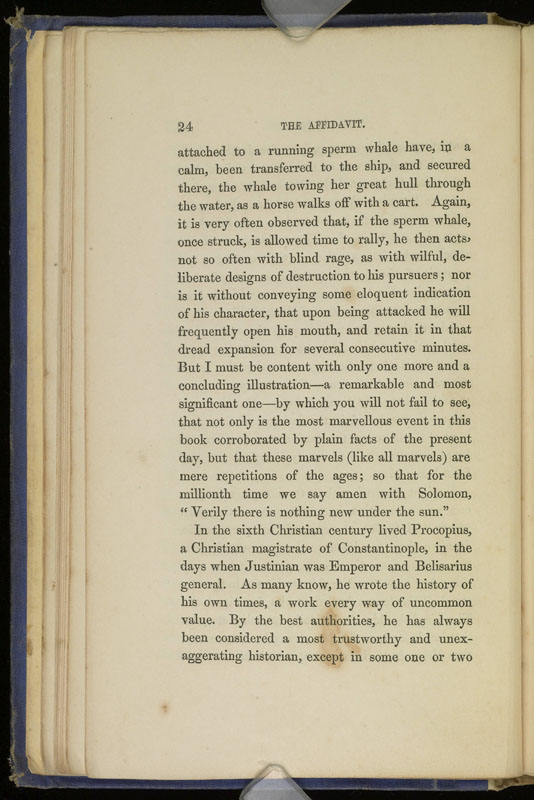 24 THE AFFIDAVIT.
attached to a running sperm whale have, in a
calm, been transferred to the ship, and secured
there, the whale towing her great hull through
the water, as a horse walks off with a cart. Again,
it is very often observed that, if the sperm whale,
once struck, is allowed time to rally, he then acts,
not so often with blind rage, as with wilful, de-
liberate designs of destruction to his pursuers; nor
is it without conveying some eloquent indication
of his character, that upon being attacked he will
frequently open his mouth, and retain it in that
dread expansion for several consecutive minutes.
But I must be content with only one more and a
concluding illustration—a remarkable and most
significant one—by which you will not fail to see,
that not only is the most marvellous event in this
book corroborated by plain facts of the present
day, but that these marvels (like all marvels) are
mere repetitions of the ages; so that for the
millionth time we say amen with Solomon,
“Verily there is nothing new under the sun.”
In the sixth Christian century lived Procopius,
a Christian magistrate of Constantinople, in the
days when Justinian was Emperor and Belisarius
general. As many know, he wrote the history of
his own times, a work every way of uncommon
value. By the best authorities, he has always
been considered a most trustworthy and unex-
aggerating historian, except in some one or two